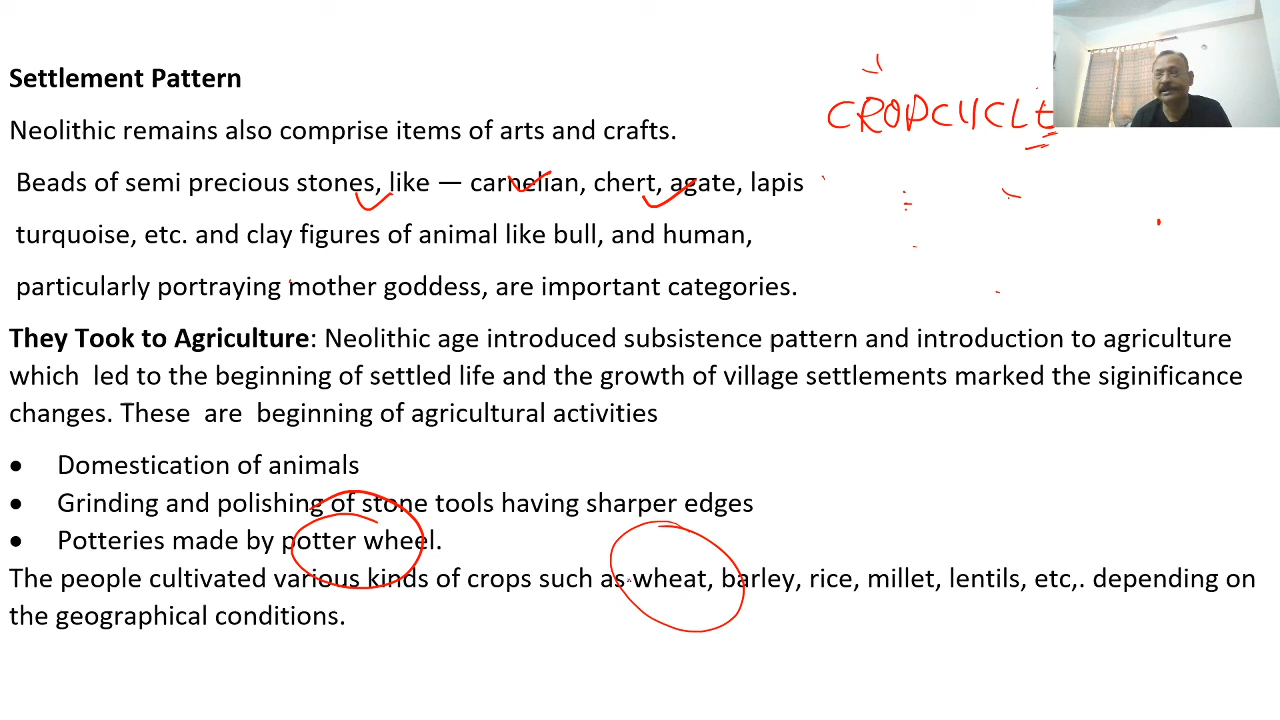 Settlement Pattern
CROPCYCLE
Neolithic remains also comprise items of arts and crafts.
Beads of semi precious stones, like — carnelian, chert, agate, lapis
turquoise, etc. and clay figures of animal like bull, and human,
particularly portraying mother goddess, are important categories.
They Took to Agriculture: Neolithic age introduced subsistence pattern and introduction to agriculture
which led to the beginning of settled life and the growth of village settlements marked the siginificance
changes. These are beginning of agricultural activities
• Domestication of animals
• Grinding and polishing of stone tools having sharper edges
• Potteries made by potter wheel.
The people cultivated various kinds of crops such as wheat, barley, rice, millet, lentils, etc,. depending on
the geographical conditions.